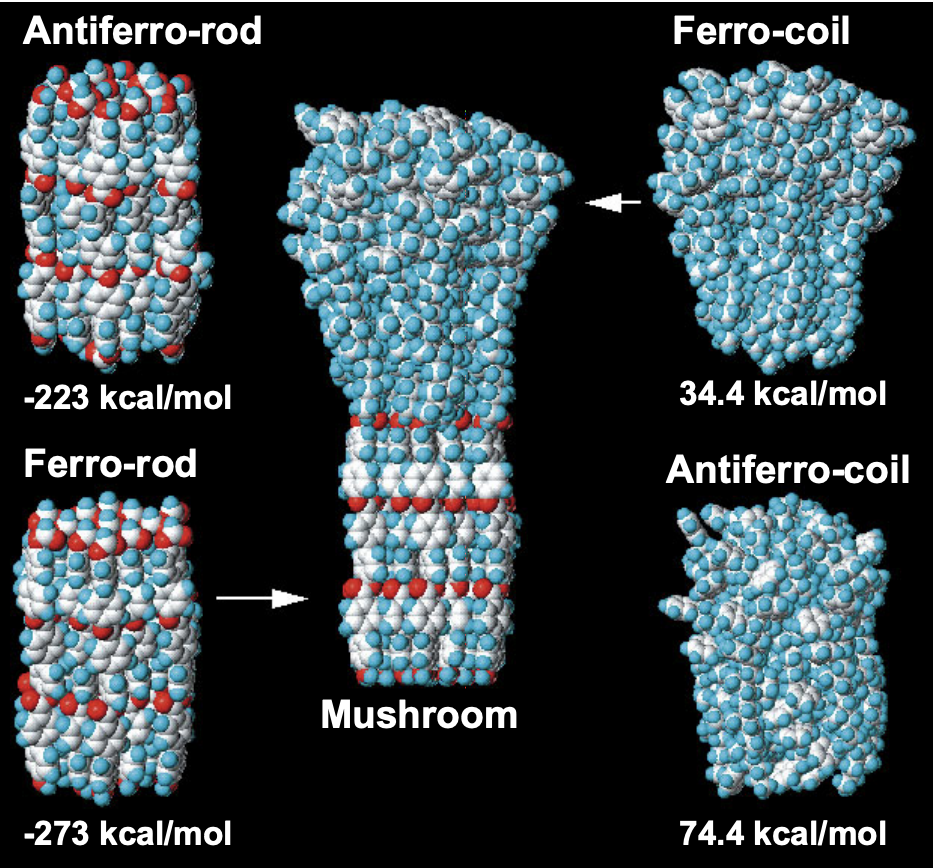 Antiferro-rod
Ferro-coil
-223 kcal/mol
34.4 kcal/mol
Ferro-rod
Antiferro-coil
Mushroom
-273 kcal/mol
74.4 kcal/mol